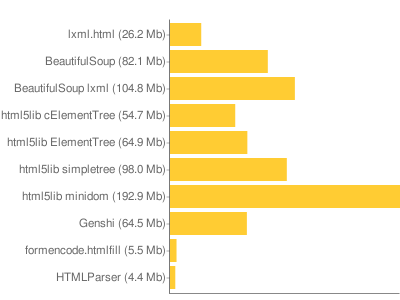 lxml.html (26.2 Mb)
BeautifulSoup (82.1 Mb)
BeautifulSoup lxml (104.8 Mb)
html5lib cElementTree (54.7 Mb)
html5lib ElementTree (64.9 Mb)
html5lib simpletree (98.0 Mb)
html5lib minidom (192.9 Mb)
Genshi (64.5 Mb)
formencode.htmlfill (5.5 Mb)
HTMLParser (4.4 Mb)